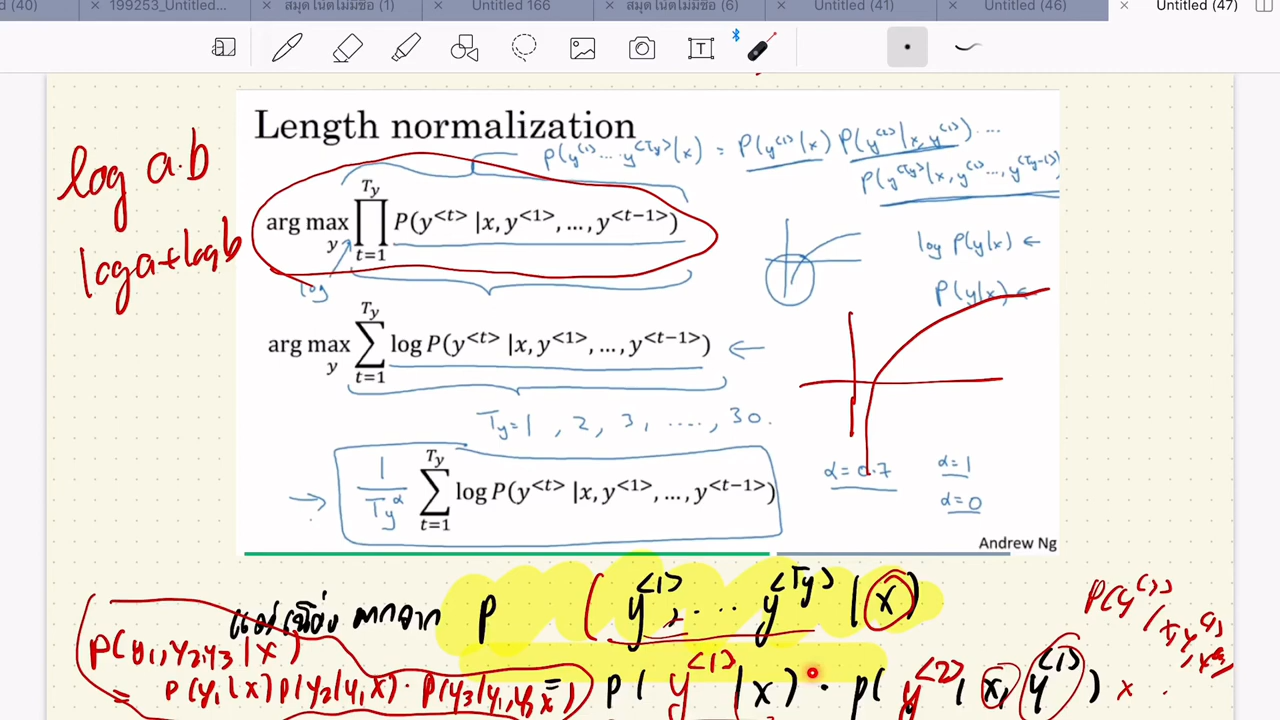 (40) 199253_Untitled... สมุดโน้ตไม่มีชื่อ (1) Untitled 166 สมุดโน้ตไม่มีชื่อ (6) Untitled (41) Untitled (46) Untitled (47)
T
log a.b
loga+logb
Length normalization
P(y<1> ... y<Ty>|x) = P(y<1>|x) P(y<2>|x, y<1>) ...
P(y<Ty>|x, y<1> ..., y<Ty-1>)
arg max y ∏ t=1 Ty P(y<t> |x, y<1>, ..., y<t−1>)
log
log P(y|x) ←
P(y|x) ←
arg max y ∑ t=1 Ty log P(y<t> |x, y<1>, ..., y<t−1>) ←
Ty = 1, 2, 3, ...., 30.
→ 1/Ty^α ∑ t=1 Ty log P(y<t> |x, y<1>, ..., y<t−1>)
α=0.7 α=1
α=0
Andrew Ng
P (y<1> ... y<Ty> | x)
P(y1,y2,y3|x)
= P(y1|x)P(y2|y1,x) . P(y3|y1,y2,x)
= P(y<1>|x) . P(y<2>| x, y<1>) x .